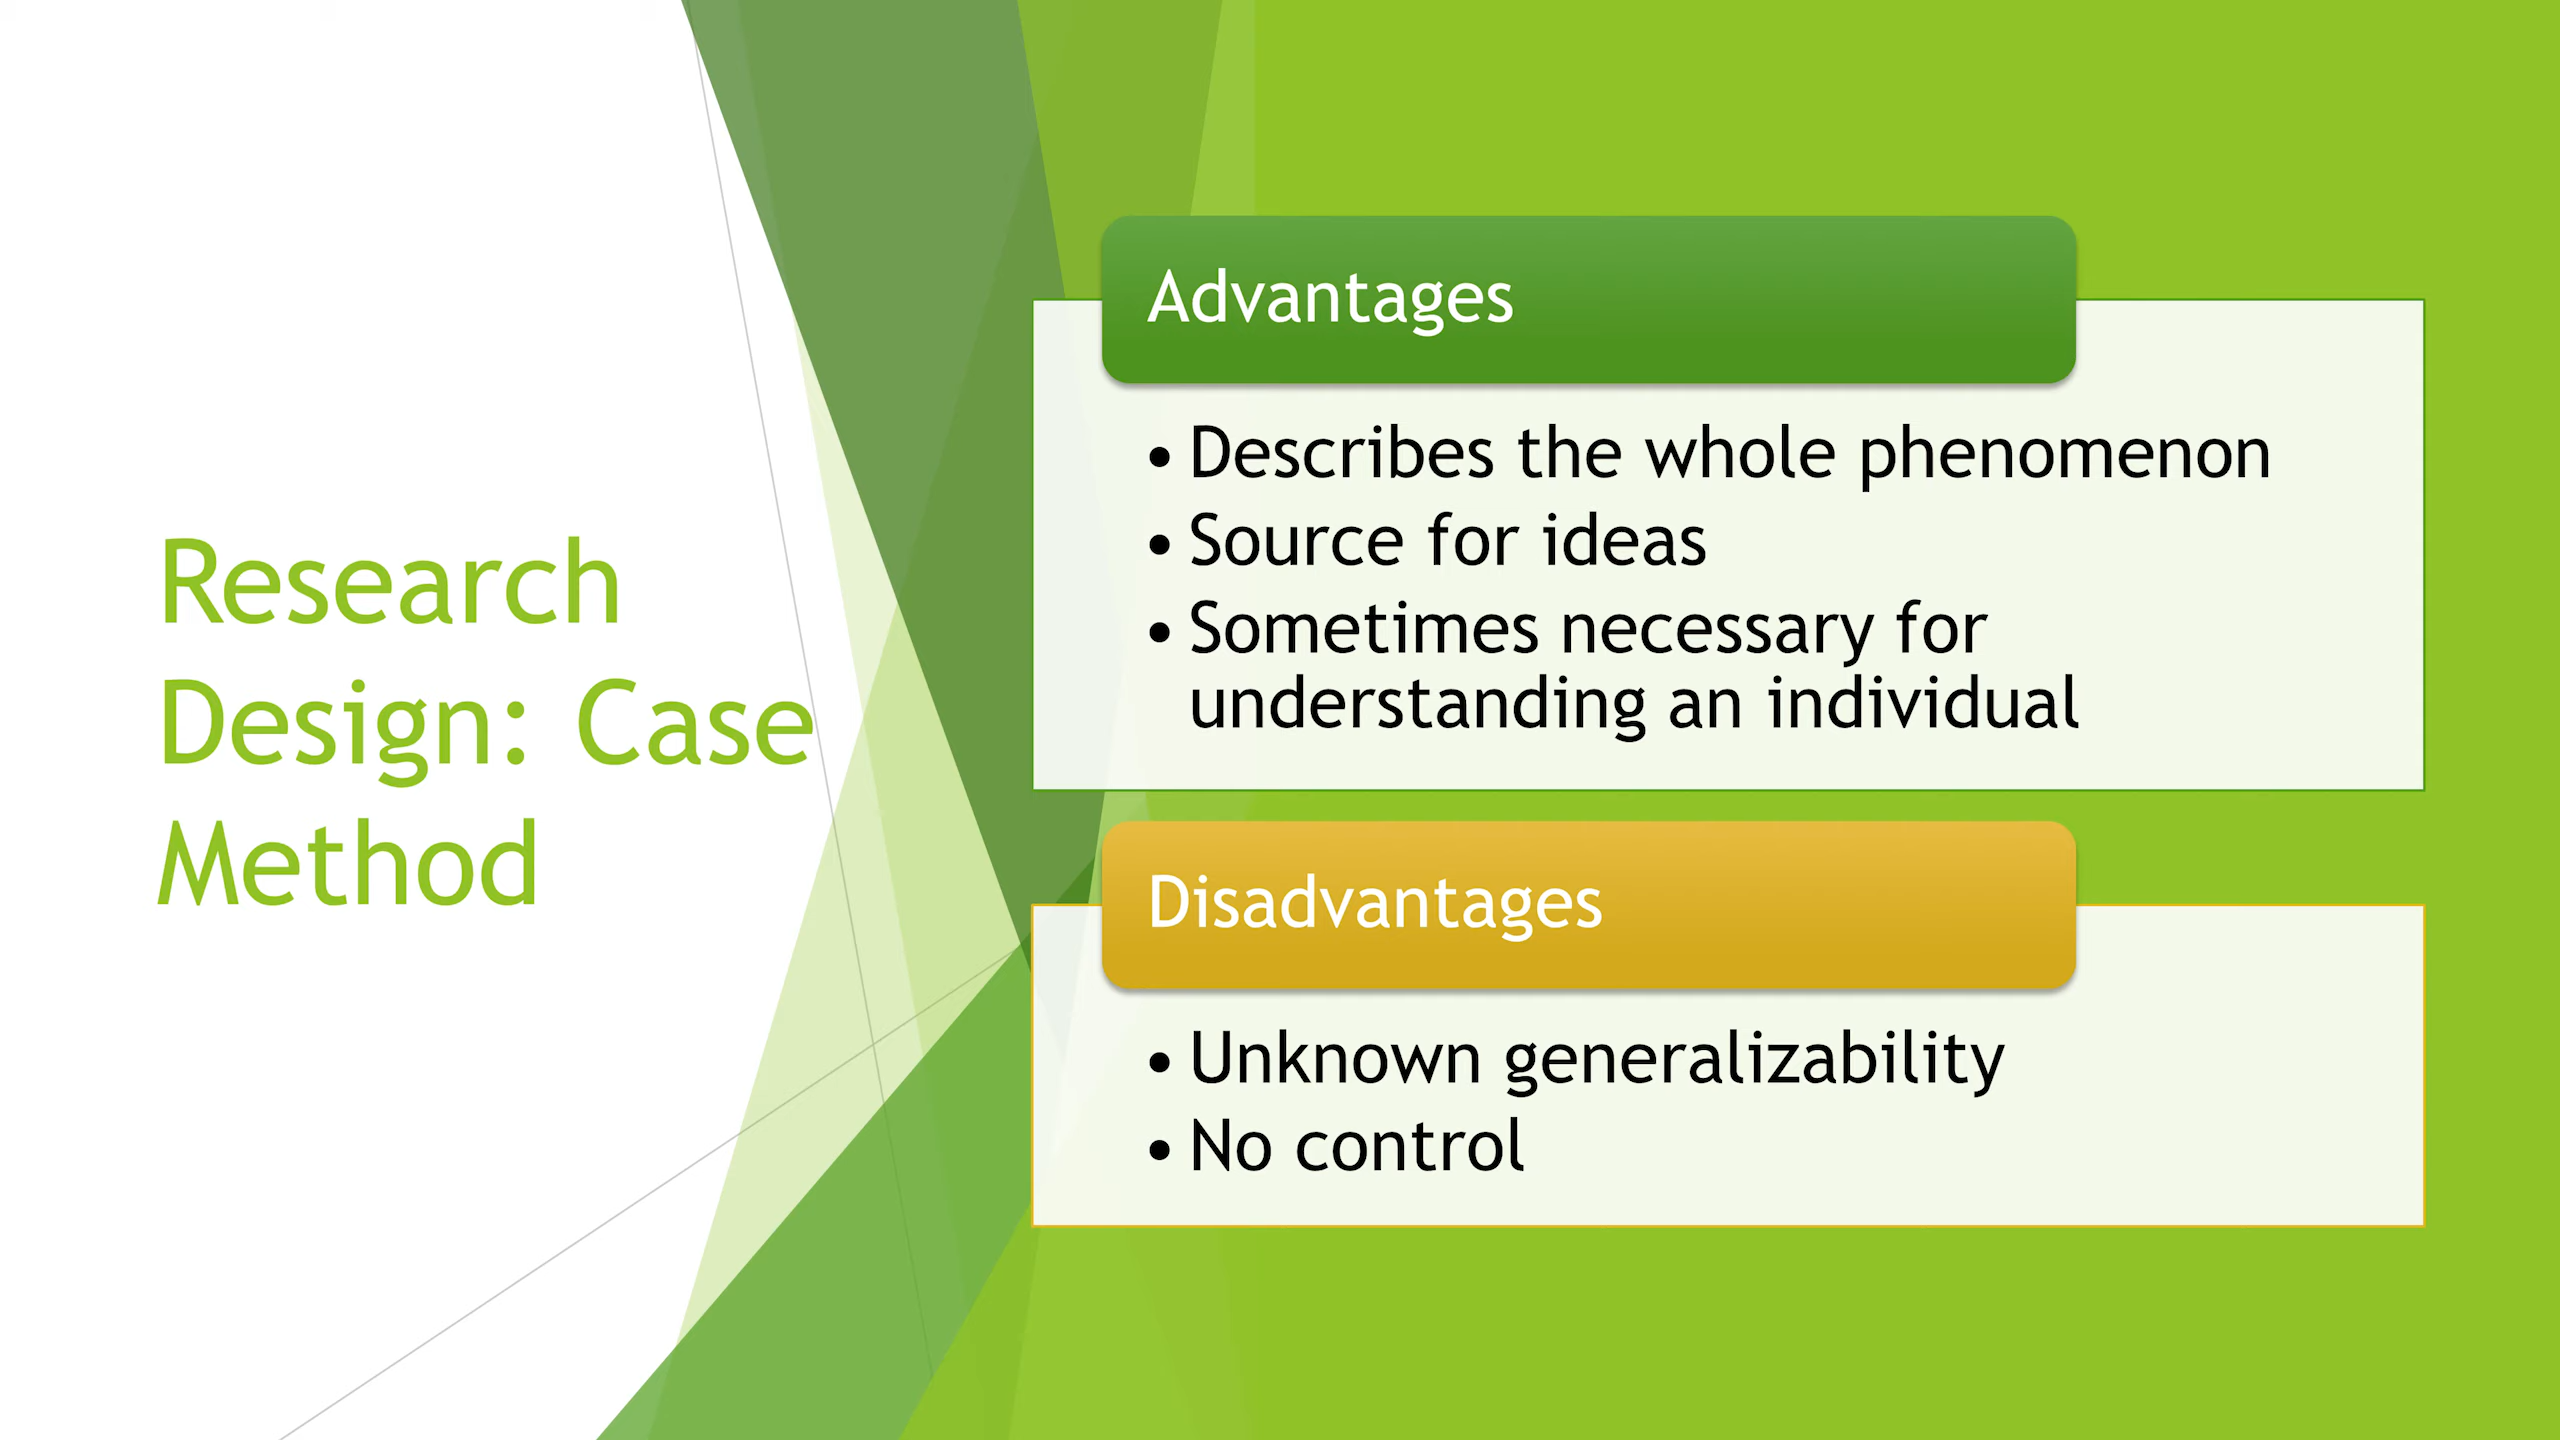 Research
Design: Case
Method
Advantages
• Describes the whole phenomenon
• Source for ideas
• Sometimes necessary for
understanding an individual
Disadvantages
• Unknown generalizability
• No control